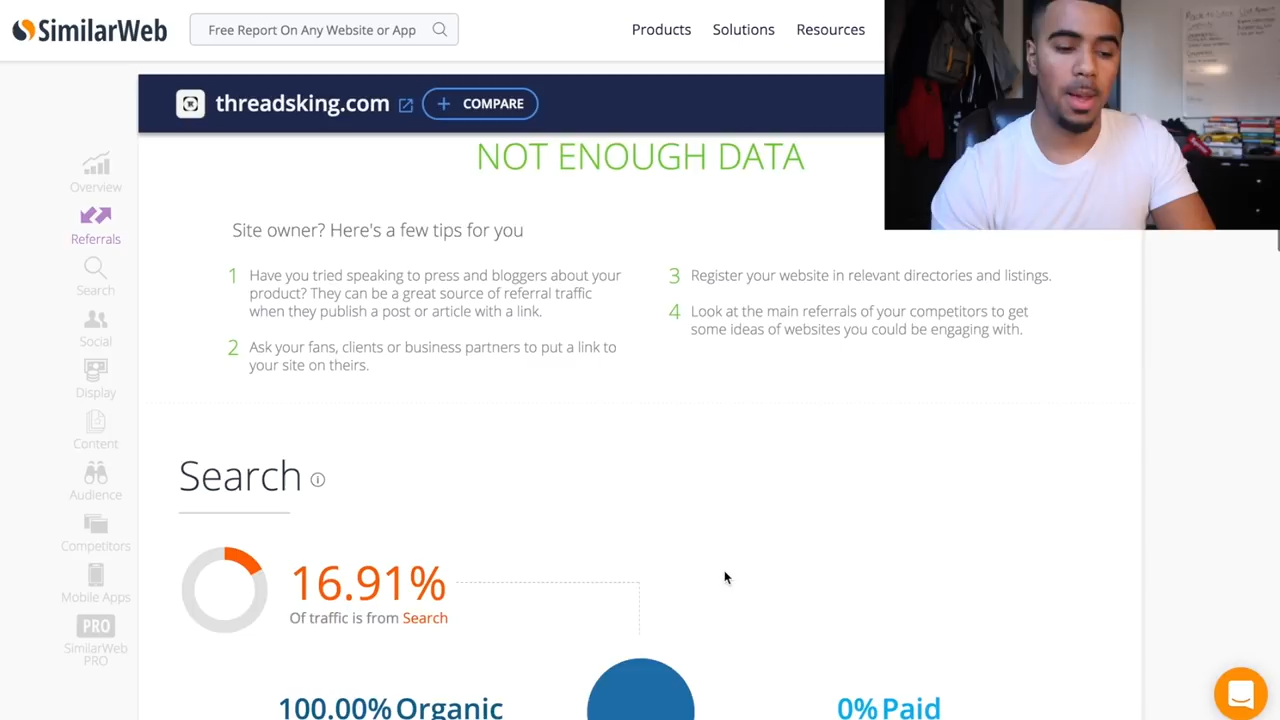 SimilarWeb
Free Report On Any Website or App
Products
Solutions
Resources
threadsking.com
+ COMPARE
NOT ENOUGH DATA
Site owner? Here's a few tips for you
1 Have you tried speaking to press and bloggers about your
product? They can be a great source of referral traffic
when they publish a post or article with a link.
2 Ask your fans, clients or business partners to put a link to
your site on theirs.
3 Register your website in relevant directories and listings.
4 Look at the main referrals of your competitors to get
some ideas of websites you could be engaging with.
Overview
Referrals
Search
Social
Display
Content
Audience
Competitors
Mobile Apps
PRO
SimilarWeb
PRO
Search
16.91%
Of traffic is from Search
100.00% Organic
0% Paid